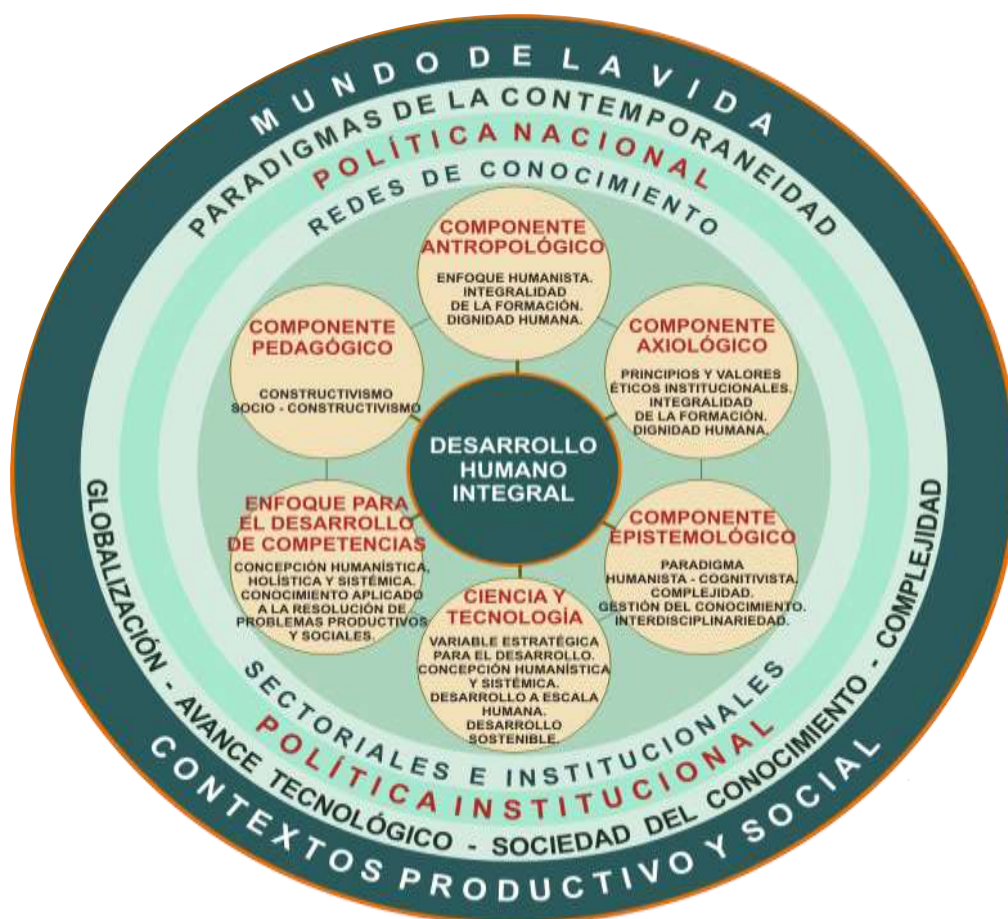 MUNDO DE LA VIDA
PARADIGMAS DE LA CONTEMPORANEIDAD
POLÍTICA NACIONAL
REDES DE CONOCIMIENTO
COMPONENTE
ANTROPOLÓGICO
ENFOQUE HUMANISTA.
INTEGRALIDAD
DE LA FORMACIÓN.
DIGNIDAD HUMANA.
COMPONENTE
PEDAGÓGICO
CONSTRUCTIVISMO
SOCIO - CONSTRUCTIVISMO
COMPONENTE
AXIOLÓGICO
PRINCIPIOS Y VALORES
ÉTICOS INSTITUCIONALES.
INTEGRALIDAD
DE LA FORMACIÓN.
DIGNIDAD HUMANA.
DESARROLLO
HUMANO
INTEGRAL
ENFOQUE PARA
EL DESARROLLO
DE COMPETENCIAS
CONCEPCIÓN HUMANÍSTICA,
HOLÍSTICA Y SISTÉMICA.
CONOCIMIENTO APLICADO
A LA RESOLUCIÓN DE
PROBLEMAS PRODUCTIVOS
Y SOCIALES.
COMPONENTE
EPISTEMOLÓGICO
PARADIGMA
HUMANISTA - COGNITIVISTA.
COMPLEJIDAD.
GESTIÓN DEL CONOCIMIENTO.
INTERDISCIPLINARIEDAD.
CIENCIA Y
TECNOLOGÍA
VARIABLE ESTRATÉGICA
PARA EL DESARROLLO.
CONCEPCIÓN HUMANÍSTICA
Y SISTÉMICA.
DESARROLLO A ESCALA
HUMANA.
DESARROLLO
SOSTENIBLE.
SECTORIALES E INSTITUCIONALES
POLÍTICA INSTITUCIONAL
GLOBALIZACIÓN - AVANCE TECNOLÓGICO - SOCIEDAD DEL CONOCIMIENTO - COMPLEJIDAD
CONTEXTOS PRODUCTIVO Y SOCIAL